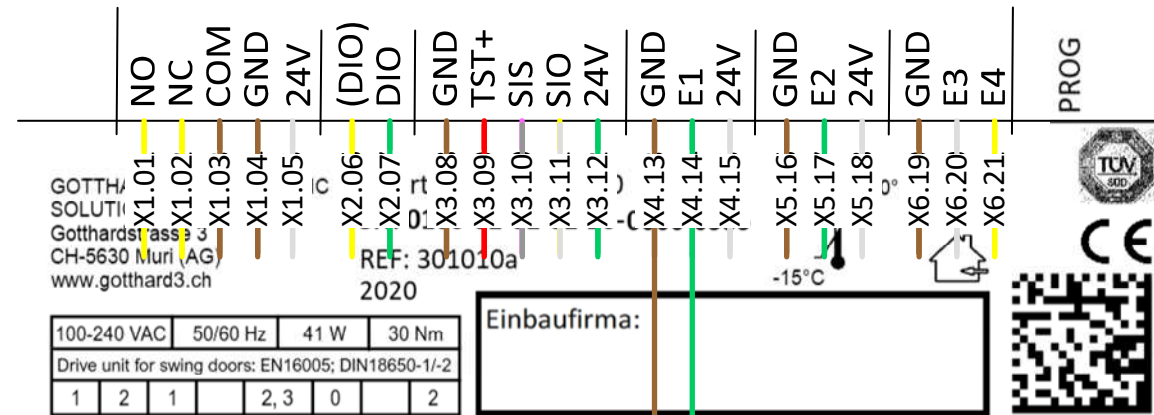 NO NC COM GND 24V (DIO) DIO GND TST+ SIS SIO 24V GND E1 24V GND E2 24V GND E3 E4 PROG
X1.01 X1.02 X1.03 X1.04 X1.05 X2.06 X2.07 X3.08 X3.09 X3.10 X3.11 X3.12 X4.13 X4.14 X4.15 X5.16 X5.17 X5.18 X6.19 X6.20 X6.21
TÜV
SÜD
Gotthardstrasse 3
CH-5630 Muri (AG)
www.gotthard3.ch
REF: 301010a
2020
-15°C
CE
Einbaufirma:
100-240 VAC 50/60 Hz 41 W 30 Nm
Drive unit for swing doors: EN16005; DIN18650-1/-2
1 2 1 2, 3 0 2